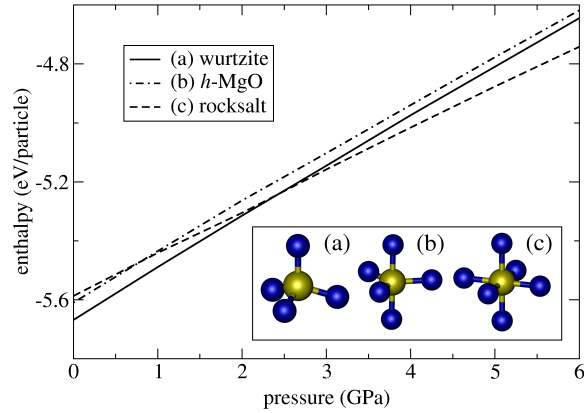 -4.8
-5.2
-5.6
enthalpy (eV/particle)
(a) wurtzite
(b) h-MgO
(c) rocksalt
(a)
(b)
(c)
0 1 2 3 4 5 6
pressure (GPa)